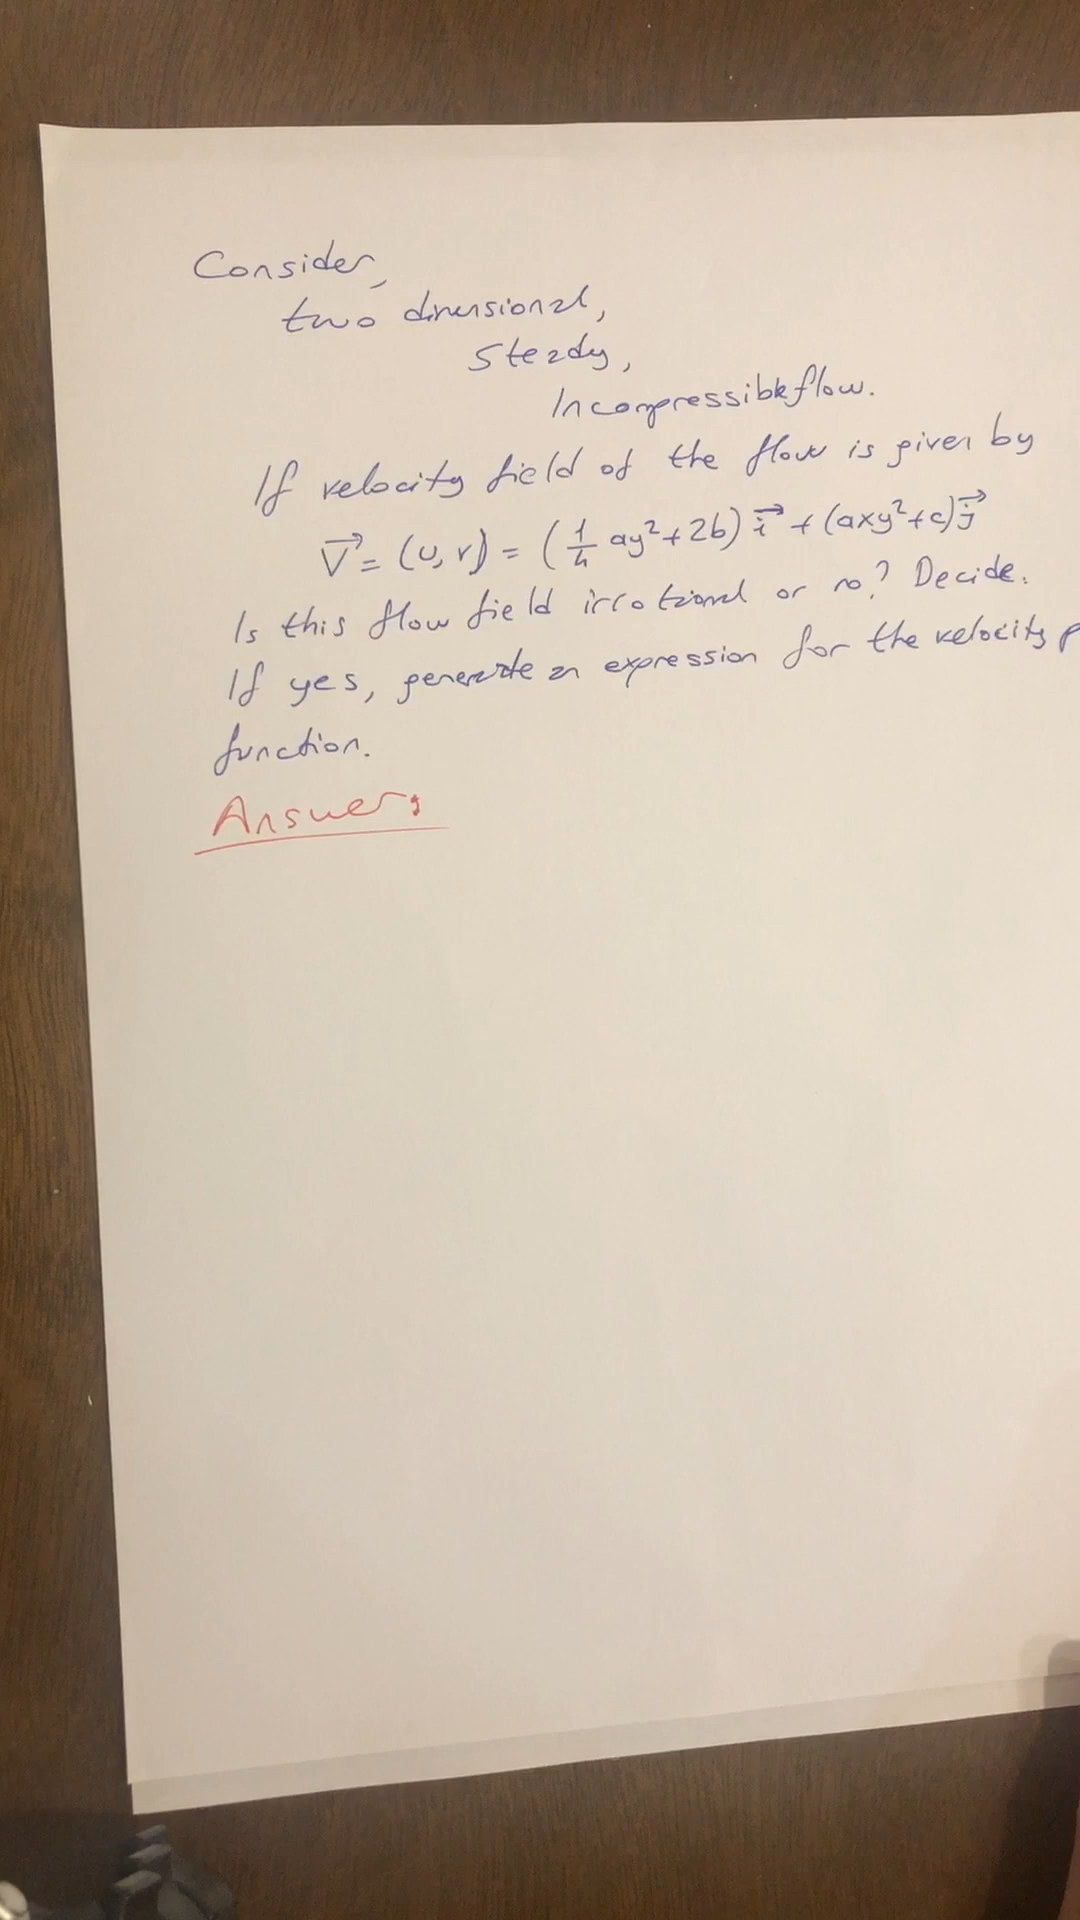 Consider,
two dimensional,
Steady,
Incompressible flow.
If velocity field of the flow is given by
V⃗ = (u, v) = (1/4 ay²+2b) i⃗ + (axy²+c) j⃗
Is this flow field irrotional or no? Decide.
If yes, generate an expression for the velocity p
function.
Answer;